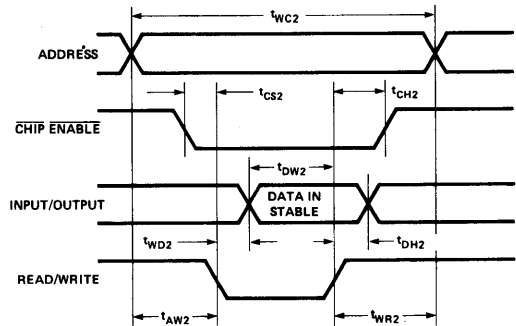 tWC2
ADDRESS
tCS2
tCH2
CHIP ENABLE
tDW2
INPUT/OUTPUT
DATA IN
STABLE
tWD2
tDH2
READ/WRITE
tAW2
tWR2